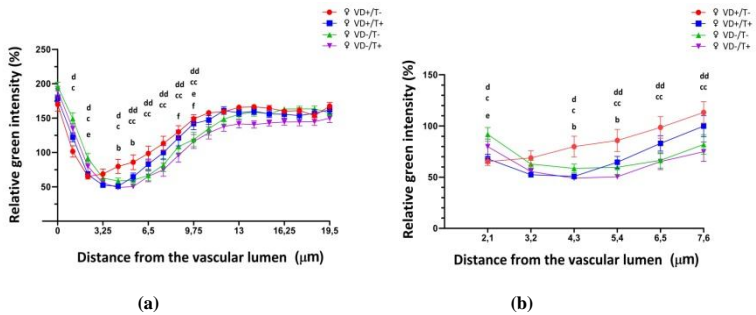 ♀ VD+/T-
♀ VD+/T+
♀ VD-/T-
♀ VD-/T+
Relative green intensity (%)
250
200
150
100
50
d
c
d
c
e
d
c
b
dd
cc
b
dd
cc
dd
cc
dd
cc
f
dd
cc
e
f
0
3,25
6,5
9,75
13
16,25
19,5
Distance from the vascular lumen (μm)
(a)
♀ VD+/T-
♀ VD+/T+
♀ VD-/T-
♀ VD-/T+
Relative green intensity (%)
150
100
50
0
d
c
e
d
c
b
dd
cc
b
dd
cc
dd
cc
2,1
3,2
4,3
5,4
6,5
7,6
Distance from the vascular lumen (μm)
(b)